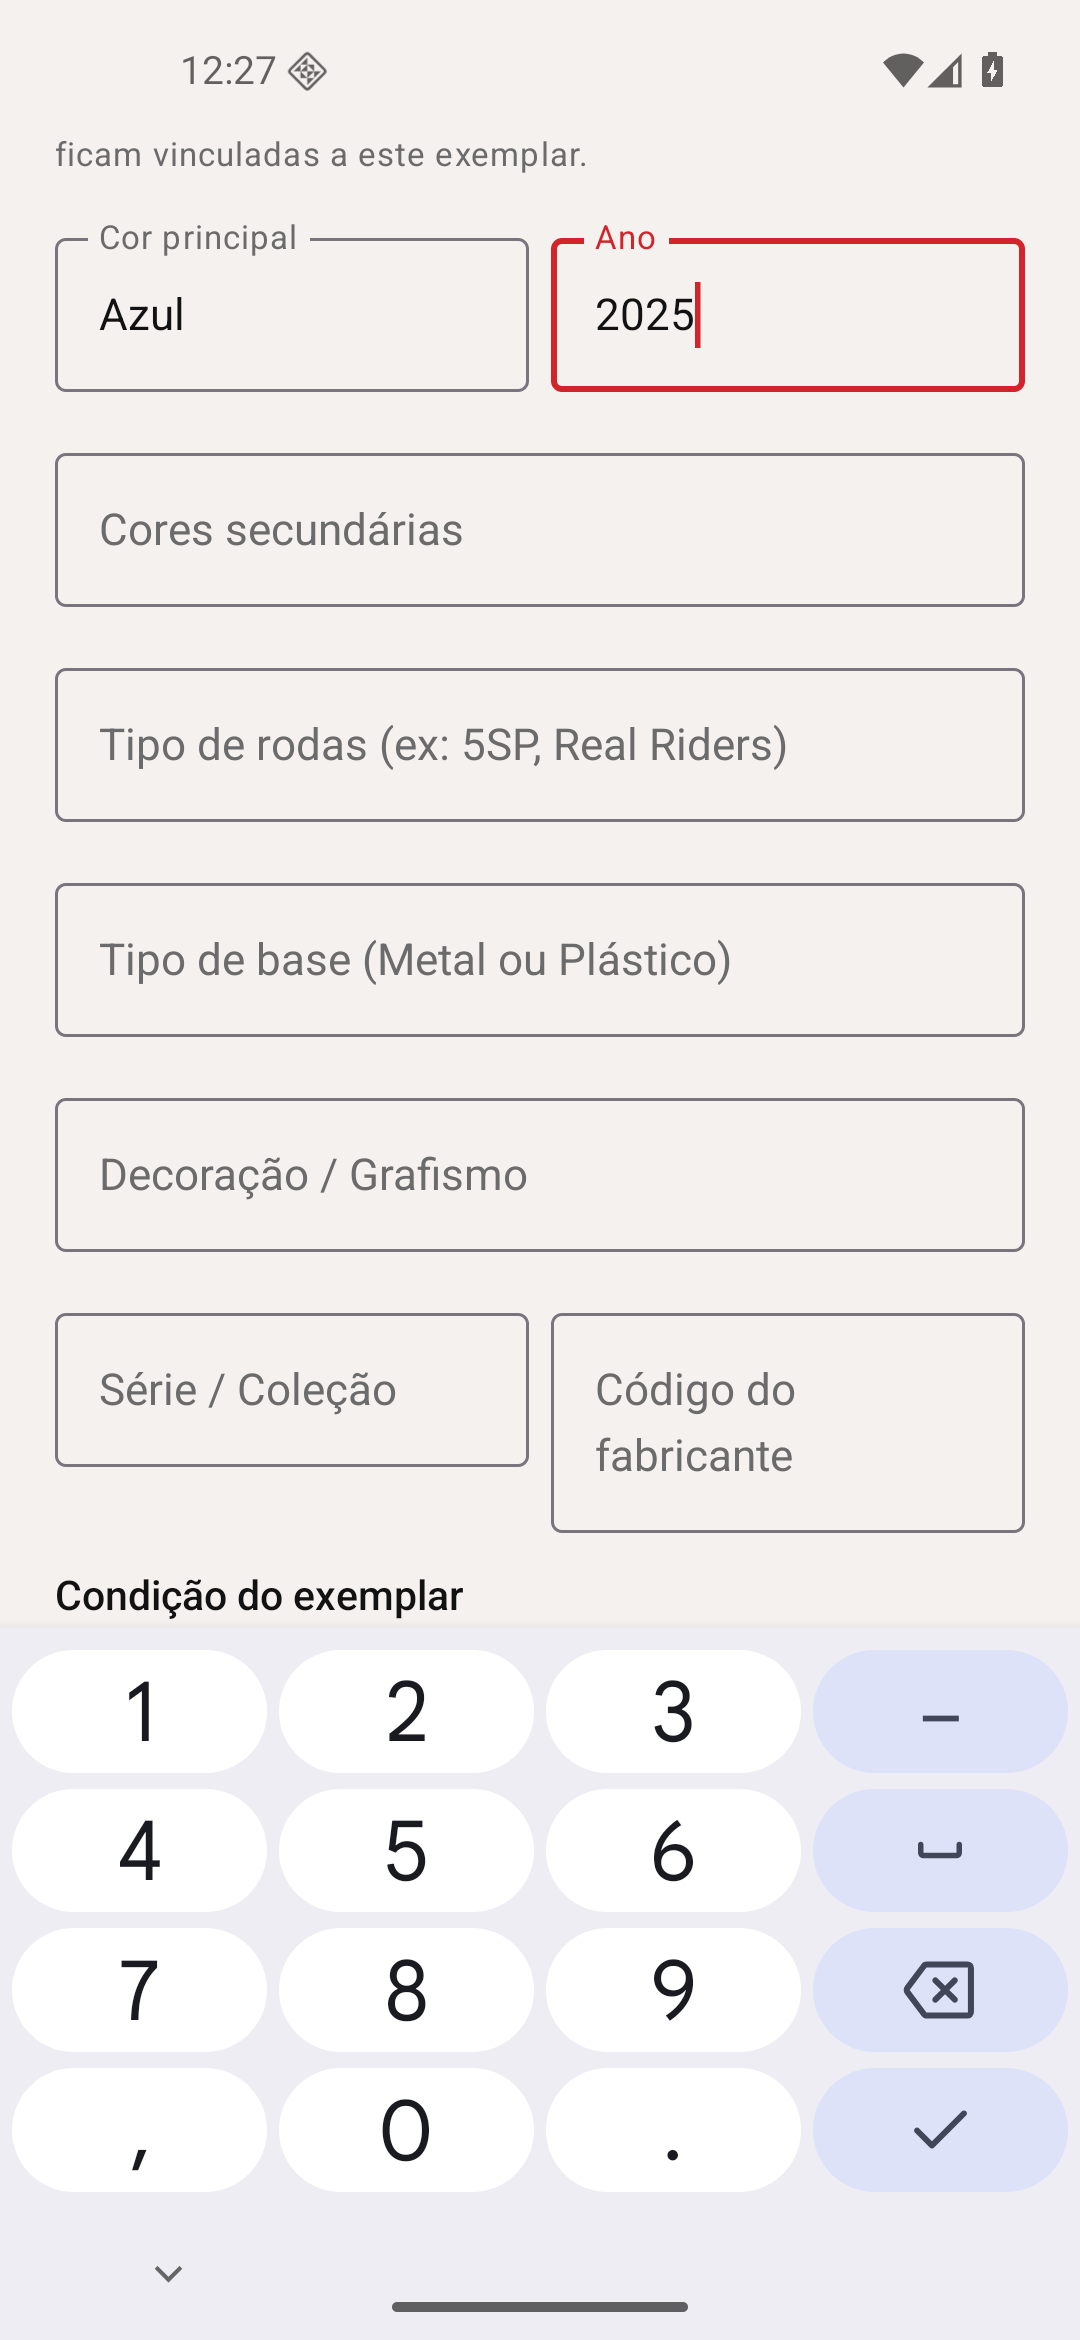 12:27
ficam vinculadas a este exemplar.
Cor principal
Ano
Azul
2025
Cores secundárias
Tipo de rodas (ex: 5SP, Real Riders)
Tipo de base (Metal ou Plástico)
Decoração / Grafismo
Série / Coleção
Código do
fabricante
Condição do exemplar
1 2 3 –
4 5 6
7 8 9
, 0 .